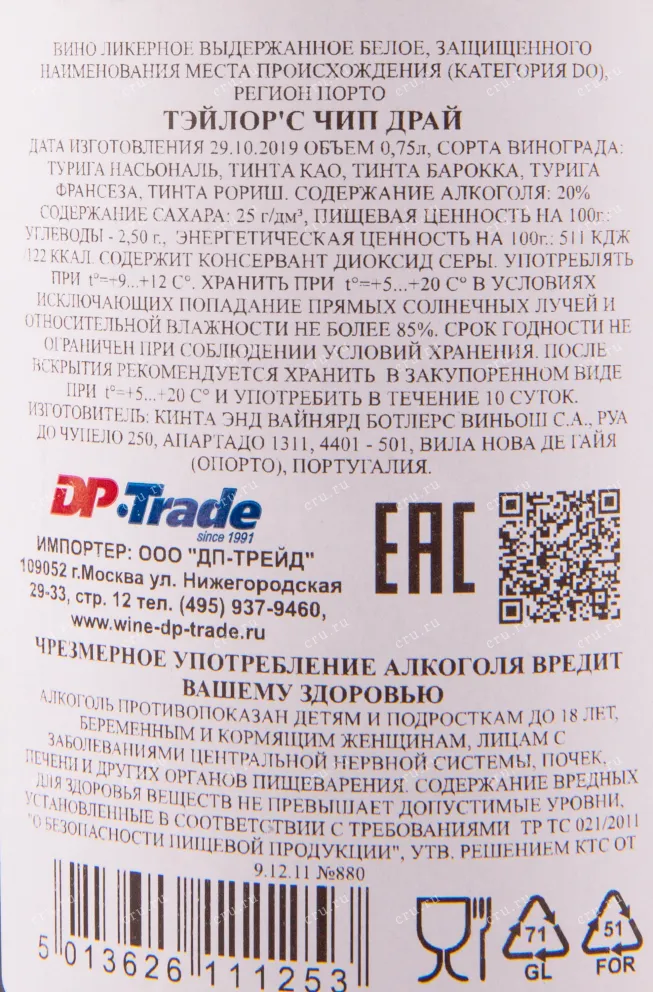 ВИНО ЛИКЕРНОЕ ВЫДЕРЖАННОЕ БЕЛОЕ, ЗАЩИЩЕННОГО
НАИМЕНОВАНИЯ МЕСТА ПРОИСХОЖДЕНИЯ (КАТЕГОРИЯ DO),
РЕГИОН ПОРТО
ТЭЙЛОР'С ЧИП ДРАЙ
ДАТА ИЗГОТОВЛЕНИЯ 29.10.2019 ОБЪЕМ 0,75л, СОРТА ВИНОГРАДА:
ТУРИГА НАСЬОНАЛЬ, ТИНТА КАО, ТИНТА БАРОККА, ТУРИГА
ФРАНСЕЗА, ТИНТА РОРИШ. СОДЕРЖАНИЕ АЛКОГОЛЯ: 20%
СОДЕРЖАНИЕ САХАРА: 25 г/дм³, ПИЩЕВАЯ ЦЕННОСТЬ НА 100г.:
УГЛЕВОДЫ - 2,50 г., ЭНЕРГЕТИЧЕСКАЯ ЦЕННОСТЬ НА 100г.: 511 КДЖ
/122 ККАЛ. СОДЕРЖИТ КОНСЕРВАНТ ДИОКСИД СЕРЫ. УПОТРЕБЛЯТЬ
ПРИ t°=+9...+12 С°. ХРАНИТЬ ПРИ t°=+5...+20 С° В УСЛОВИЯХ
ИСКЛЮЧАЮЩИХ ПОПАДАНИЕ ПРЯМЫХ СОЛНЕЧНЫХ ЛУЧЕЙ И
ОТНОСИТЕЛЬНОЙ ВЛАЖНОСТИ НЕ БОЛЕЕ 85%. СРОК ГОДНОСТИ НЕ
ОГРАНИЧЕН ПРИ СОБЛЮДЕНИИ УСЛОВИЙ ХРАНЕНИЯ. ПОСЛЕ
ВСКРЫТИЯ РЕКОМЕНДУЕТСЯ ХРАНИТЬ В ЗАКУПОРЕННОМ ВИДЕ
ПРИ t°=+5...+20 С° И УПОТРЕБИТЬ В ТЕЧЕНИЕ 10 СУТОК.
ИЗГОТОВИТЕЛЬ: КИНТА ЭНД ВАЙНЯРД БОТЛЕРС ВИНЬОШ С.А., РУА
ДО ЧУПЕЛО 250, АПАРТАДО 1311, 4401 - 501, ВИЛА НОВА ДЕ ГАЙЯ
(ОПОРТО), ПОРТУГАЛИЯ.
DP.Trade
since 1991
EAC
ИМПОРТЕР: ООО "ДП-ТРЕЙД"
109052 г.Москва ул. Нижегородская
29-33, стр. 12 тел. (495) 937-9460,
www.wine-dp-trade.ru
ЧРЕЗМЕРНОЕ УПОТРЕБЛЕНИЕ АЛКОГОЛЯ ВРЕДИТ
ВАШЕМУ ЗДОРОВЬЮ
АЛКОГОЛЬ ПРОТИВОПОКАЗАН ДЕТЯМ И ПОДРОСТКАМ ДО 18 ЛЕТ,
БЕРЕМЕННЫМ И КОРМЯЩИМ ЖЕНЩИНАМ, ЛИЦАМ С
ЗАБОЛЕВАНИЯМИ ЦЕНТРАЛЬНОЙ НЕРВНОЙ СИСТЕМЫ, ПОЧЕК,
ПЕЧЕНИ И ДРУГИХ ОРГАНОВ ПИЩЕВАРЕНИЯ. СОДЕРЖАНИЕ ВРЕДНЫХ
ДЛЯ ЗДОРОВЬЯ ВЕЩЕСТВ НЕ ПРЕВЫШАЕТ ДОПУСТИМЫЕ УРОВНИ,
УСТАНОВЛЕННЫЕ В СООТВЕТСТВИИ С ТРЕБОВАНИЯМИ ТР ТС 021/2011
"О БЕЗОПАСНОСТИ ПИЩЕВОЙ ПРОДУКЦИИ", УТВ. РЕШЕНИЕМ КТС ОТ
9.12.11 №880
5 013626 111253
71
GL
51
FOR